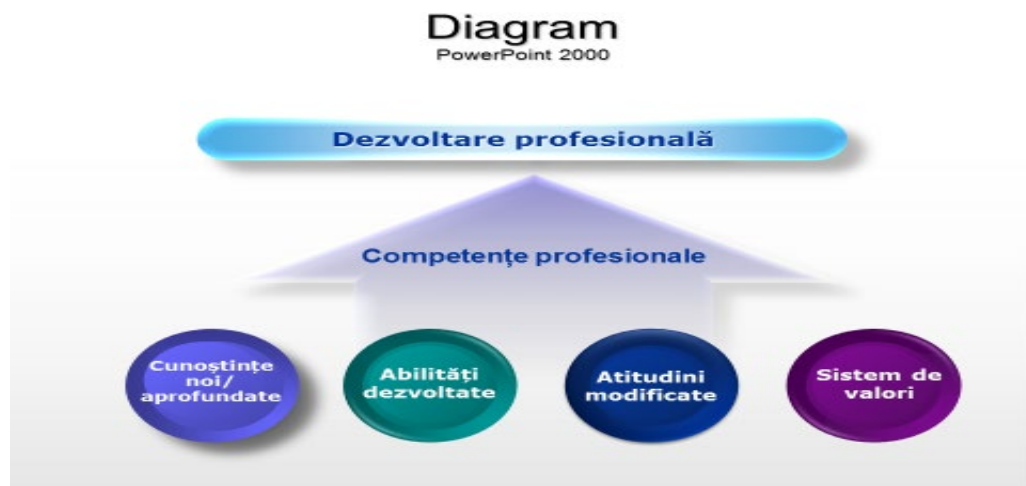 Diagram
PowerPoint 2000
Dezvoltare profesională
Competențe profesionale
Cunoștințe
noi/
aprofundate
Abilități
dezvoltate
Atitudini
modificate
Sistem de
valori